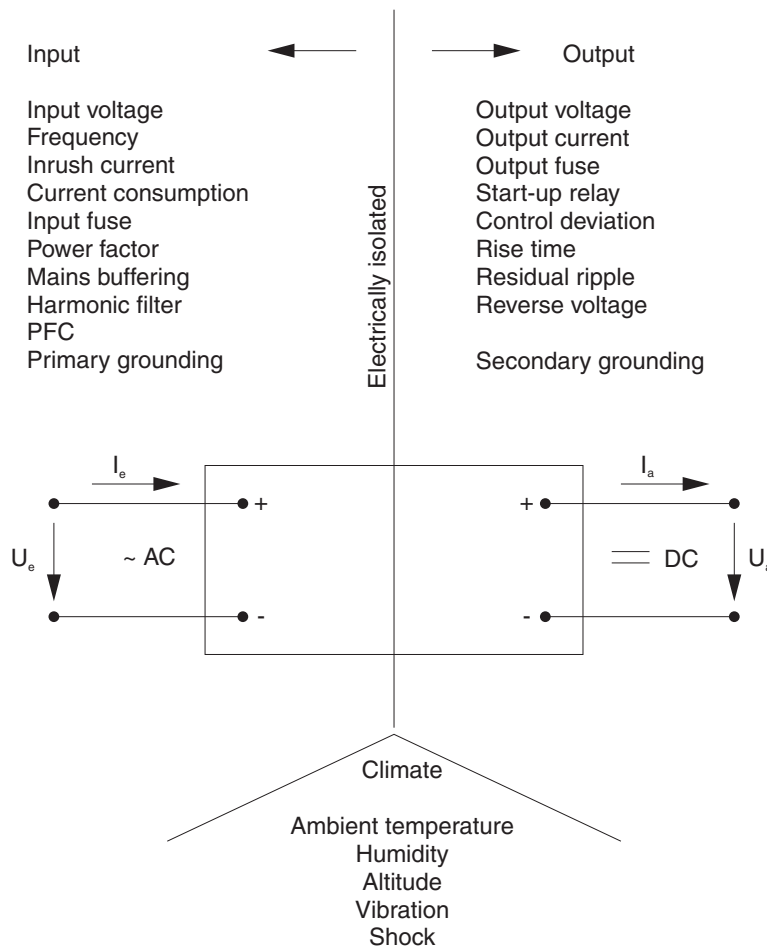 Input
Output
Input voltage
Frequency
Inrush current
Current consumption
Input fuse
Power factor
Mains buffering
Harmonic filter
PFC
Primary grounding
Electrically isolated
Output voltage
Output current
Output fuse
Start-up relay
Control deviation
Rise time
Residual ripple
Reverse voltage
Secondary grounding
Iₑ
+
+
Iₐ
Uₑ
~ AC
DC
Uₐ
-
-
Climate
Ambient temperature
Humidity
Altitude
Vibration
Shock